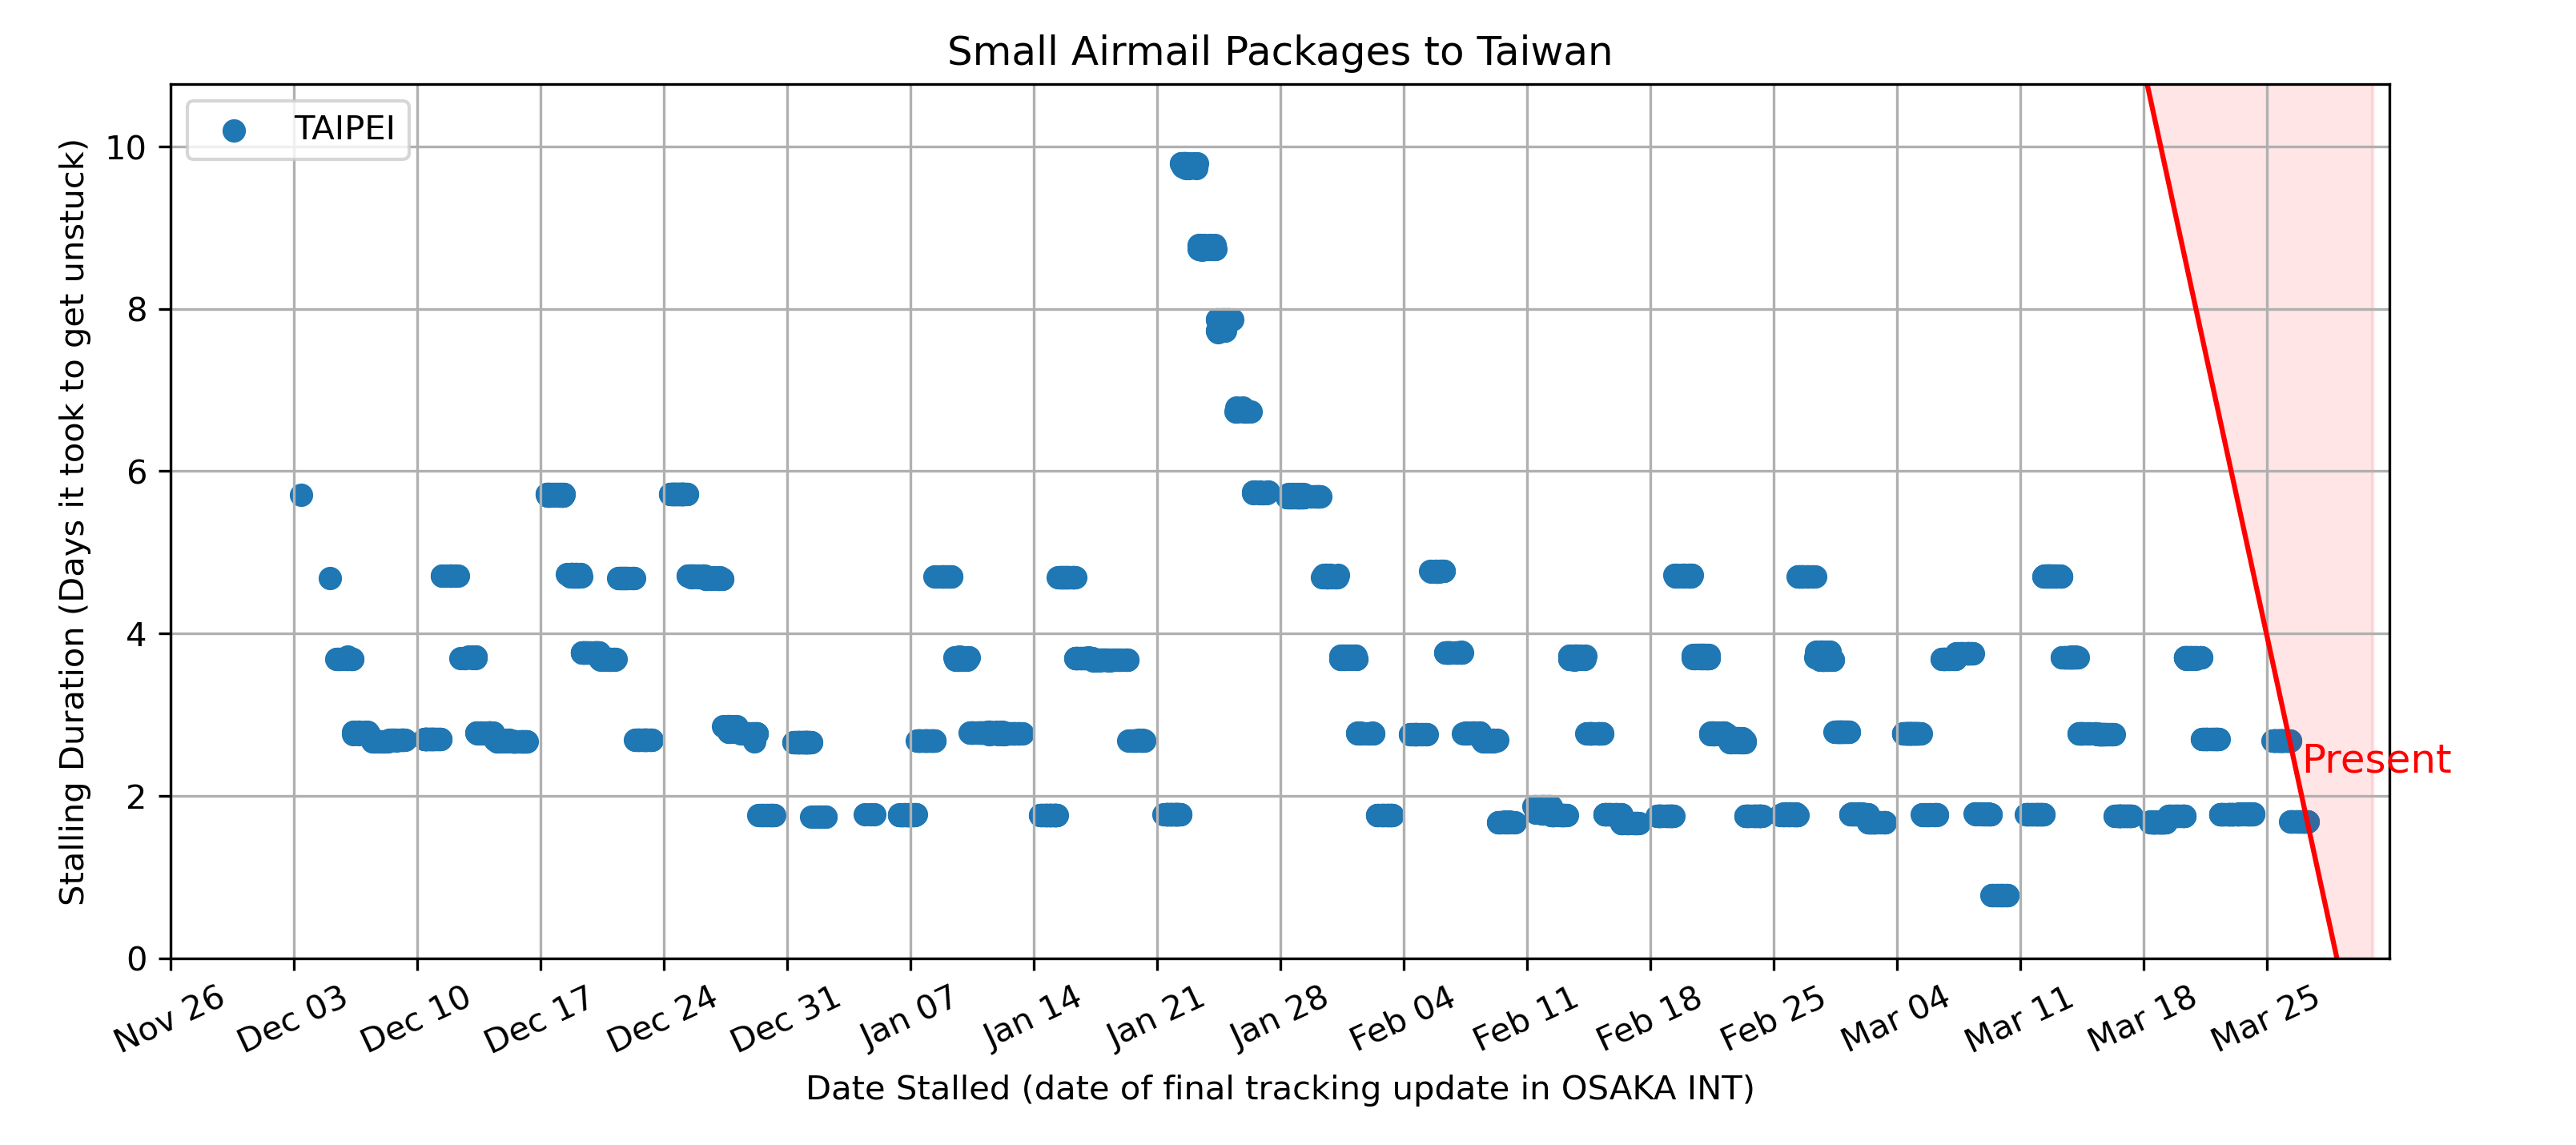 Small Airmail Packages to Taiwan
TAIPEI
Stalling Duration (Days it took to get unstuck)
10
8
6
4
2
0
Present
Nov 26
Dec 03
Dec 10
Dec 17
Dec 24
Dec 31
Jan 07
Jan 14
Jan 21
Jan 28
Feb 04
Feb 11
Feb 18
Feb 25
Mar 04
Mar 11
Mar 18
Mar 25
Date Stalled (date of final tracking update in OSAKA INT)